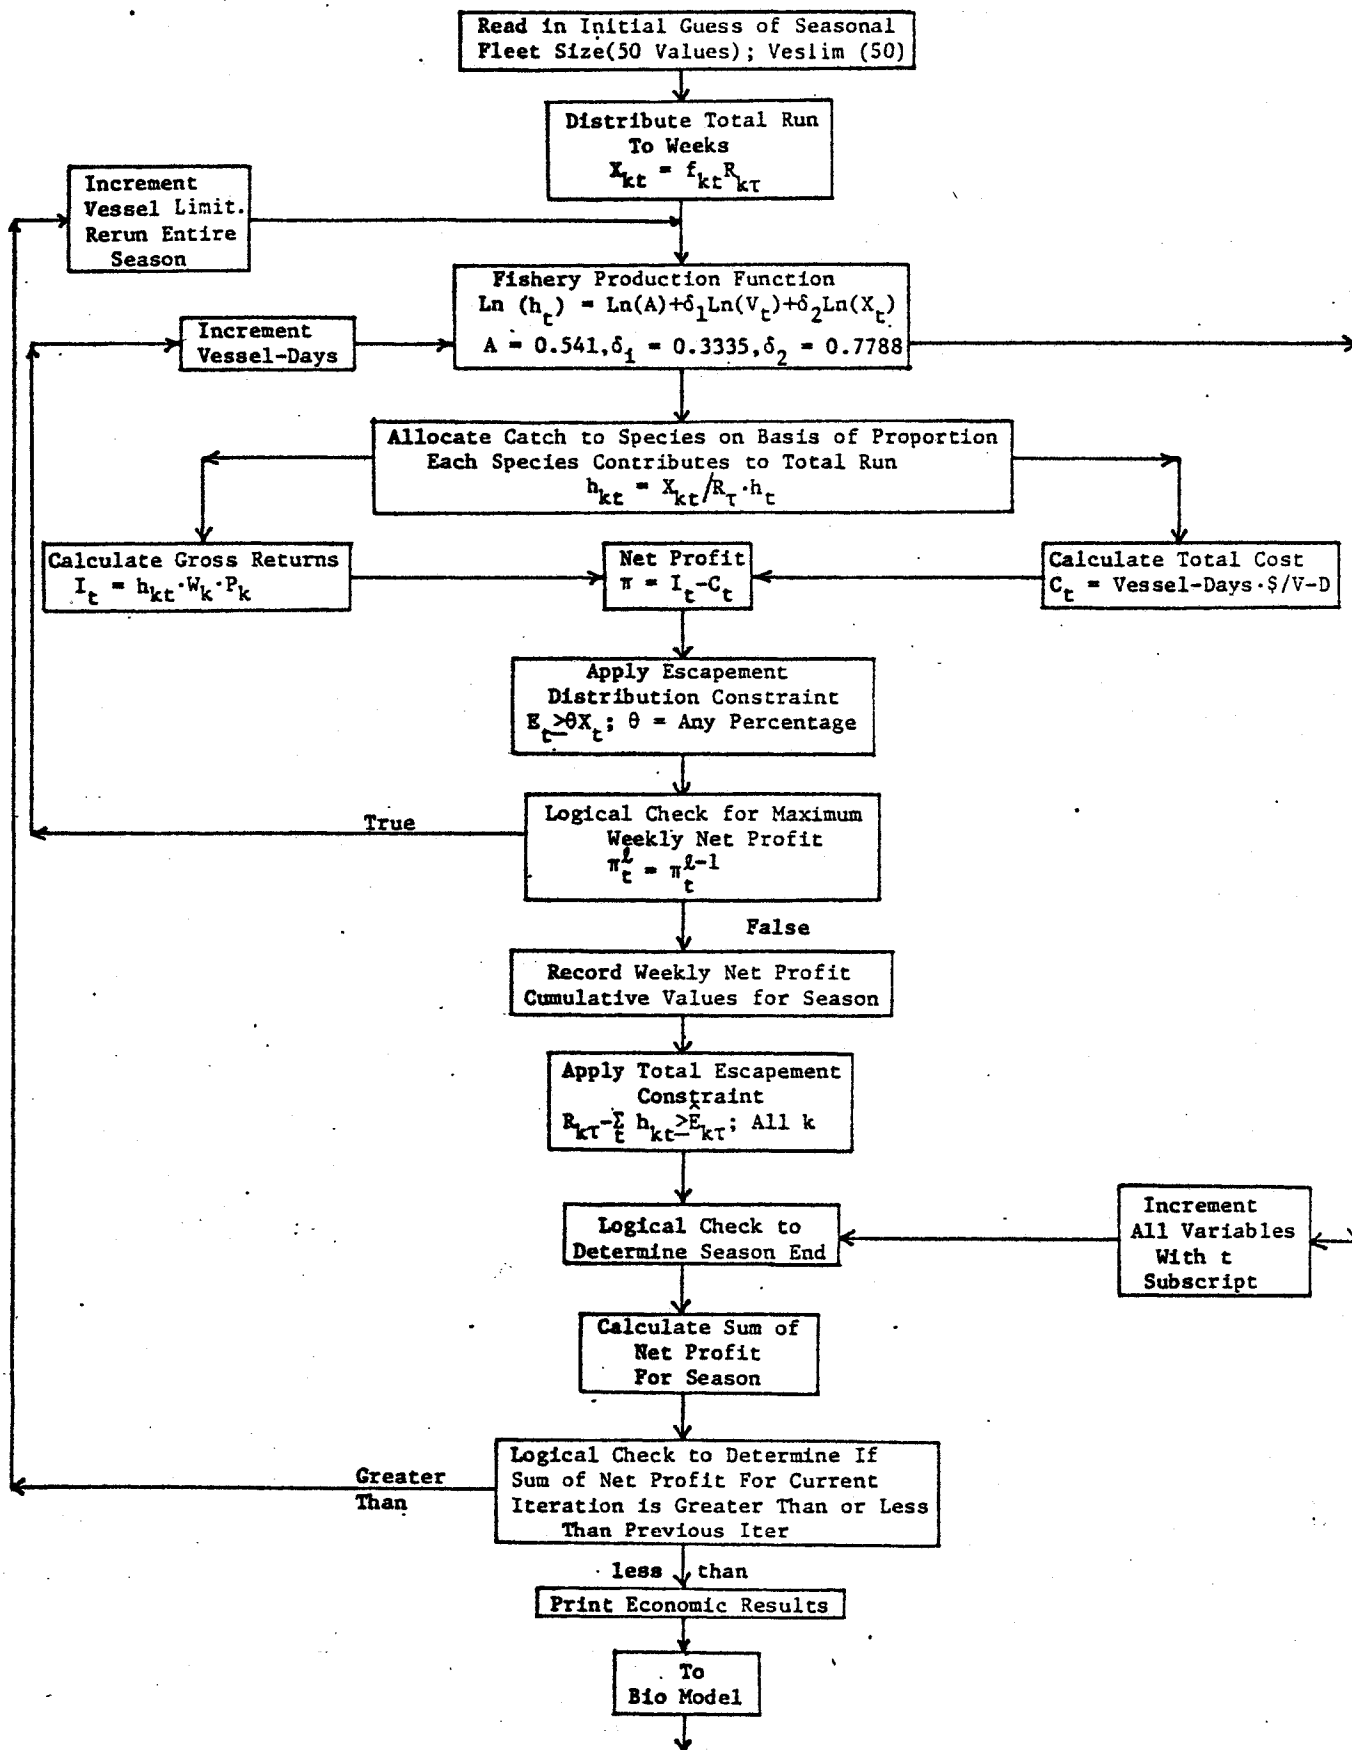 Read in Initial Guess of Seasonal
Fleet Size(50 Values); Veslim (50)
Distribute Total Run
To Weeks
X_kt = f_kt R_kτ
Increment
Vessel Limit.
Rerun Entire
Season
Fishery Production Function
Ln (h_t) = Ln(A)+δ_1Ln(V_t)+δ_2Ln(X_t)
A = 0.541,δ_1 = 0.3335,δ_2 = 0.7788
Increment
Vessel-Days
Allocate Catch to Species on Basis of Proportion
Each Species Contributes to Total Run
h_kt = X_kt/R_τ·h_t
Calculate Gross Returns
I_t = h_kt·W_k·P_k
Net Profit
π = I_t-C_t
Calculate Total Cost
C_t = Vessel-Days·$/V-D
Apply Escapement
Distribution Constraint
E_t≥θX_t; θ = Any Percentage
True
Logical Check for Maximum
Weekly Net Profit
π_t^ℓ = π_t^ℓ-1
False
Record Weekly Net Profit
Cumulative Values for Season
Apply Total Escapement
Constraint
R_kτ-Σ_t h_kt≥Ê_kτ; All k
Logical Check to
Determine Season End
Increment
All Variables
With t
Subscript
Calculate Sum of
Net Profit
For Season
Greater
Than
Logical Check to Determine If
Sum of Net Profit For Current
Iteration is Greater Than or Less
Than Previous Iter
less than
Print Economic Results
To
Bio Model